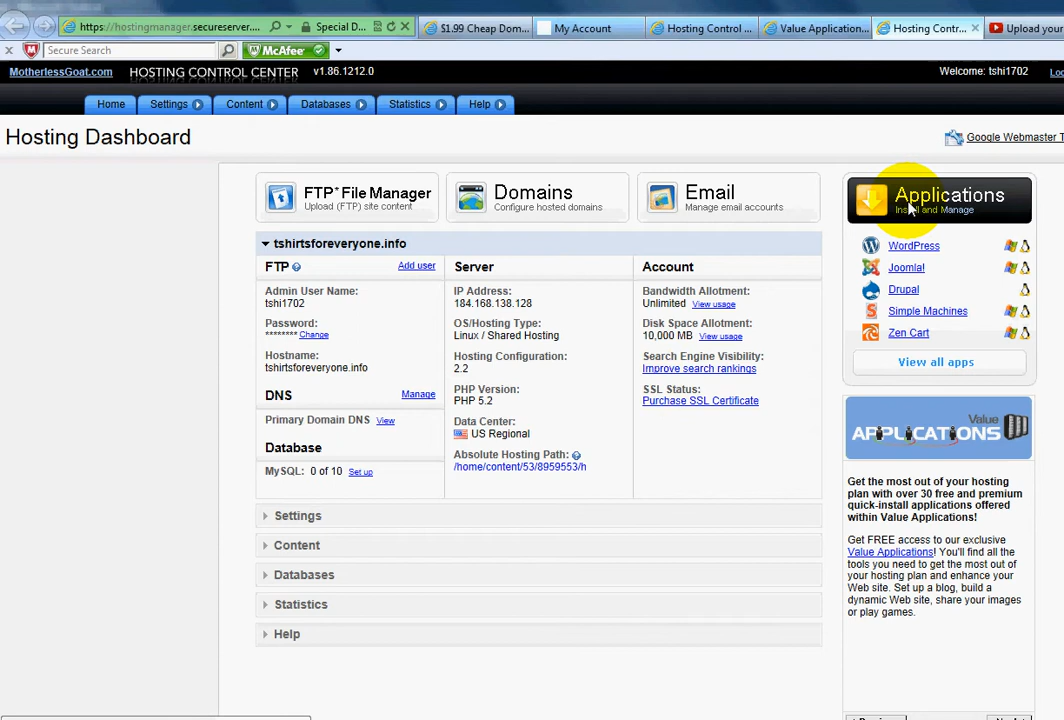 https://hostingmanager.secureserver....
Special D...
$1.99 Cheap Dom...
My Account
Hosting Control ...
Value Application...
Hosting Contr...
Upload your
Secure Search
McAfee
MotherlessGoat.com
HOSTING CONTROL CENTER
v1.86.1212.0
Welcome: tshi1702
Home
Settings
Content
Databases
Statistics
Help
Hosting Dashboard
Google Webmaster T
FTP* File Manager
Upload (FTP) site content
Domains
Configure hosted domains
Email
Manage email accounts
Applications
Install and Manage
WordPress
Joomla!
Drupal
Simple Machines
Zen Cart
View all apps
tshirtsforeveryone.info
FTP
Add user
Admin User Name:
tshi1702
Password:
******** Change
Hostname:
tshirtsforeveryone.info
DNS
Manage
Primary Domain DNS View
Database
MySQL: 0 of 10 Set up
Server
IP Address:
184.168.138.128
OS/Hosting Type:
Linux / Shared Hosting
Hosting Configuration:
2.2
PHP Version:
PHP 5.2
Data Center:
US Regional
Absolute Hosting Path:
/home/content/53/8959553/h
Account
Bandwidth Allotment:
Unlimited View usage
Disk Space Allotment:
10,000 MB View usage
Search Engine Visibility:
Improve search rankings
SSL Status:
Purchase SSL Certificate
Settings
Content
Databases
Statistics
Help
Value
APPLICATIONS
Get the most out of your hosting
plan with over 30 free and premium
quick-install applications offered
within Value Applications!
Get FREE access to our exclusive
Value Applications! You'll find all the
tools you need to get the most out of
your hosting plan and enhance your
Web site. Set up a blog, build a
dynamic Web site, share your images
or play games.